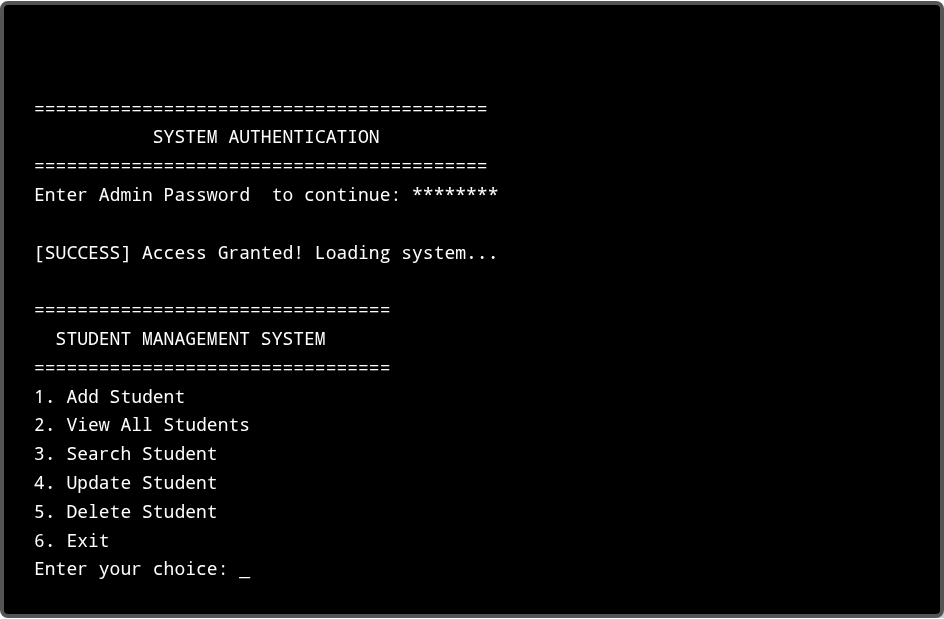 ==========================================
           SYSTEM AUTHENTICATION
==========================================
Enter Admin Password  to continue: ********
[SUCCESS] Access Granted! Loading system...
=================================
  STUDENT MANAGEMENT SYSTEM
=================================
1. Add Student
2. View All Students
3. Search Student
4. Update Student
5. Delete Student
6. Exit
Enter your choice: _